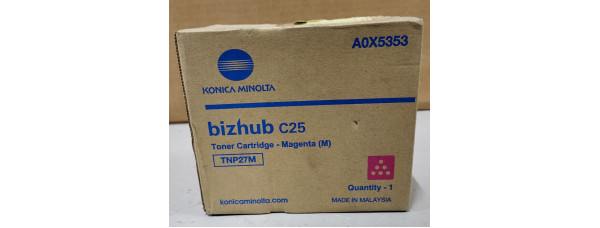 A0X5353
KONICA MINOLTA
bizhub C25
Toner Cartridge - Magenta (M)
TNP27M
Quantity - 1
konicaminolta.com
MADE IN MALAYSIA